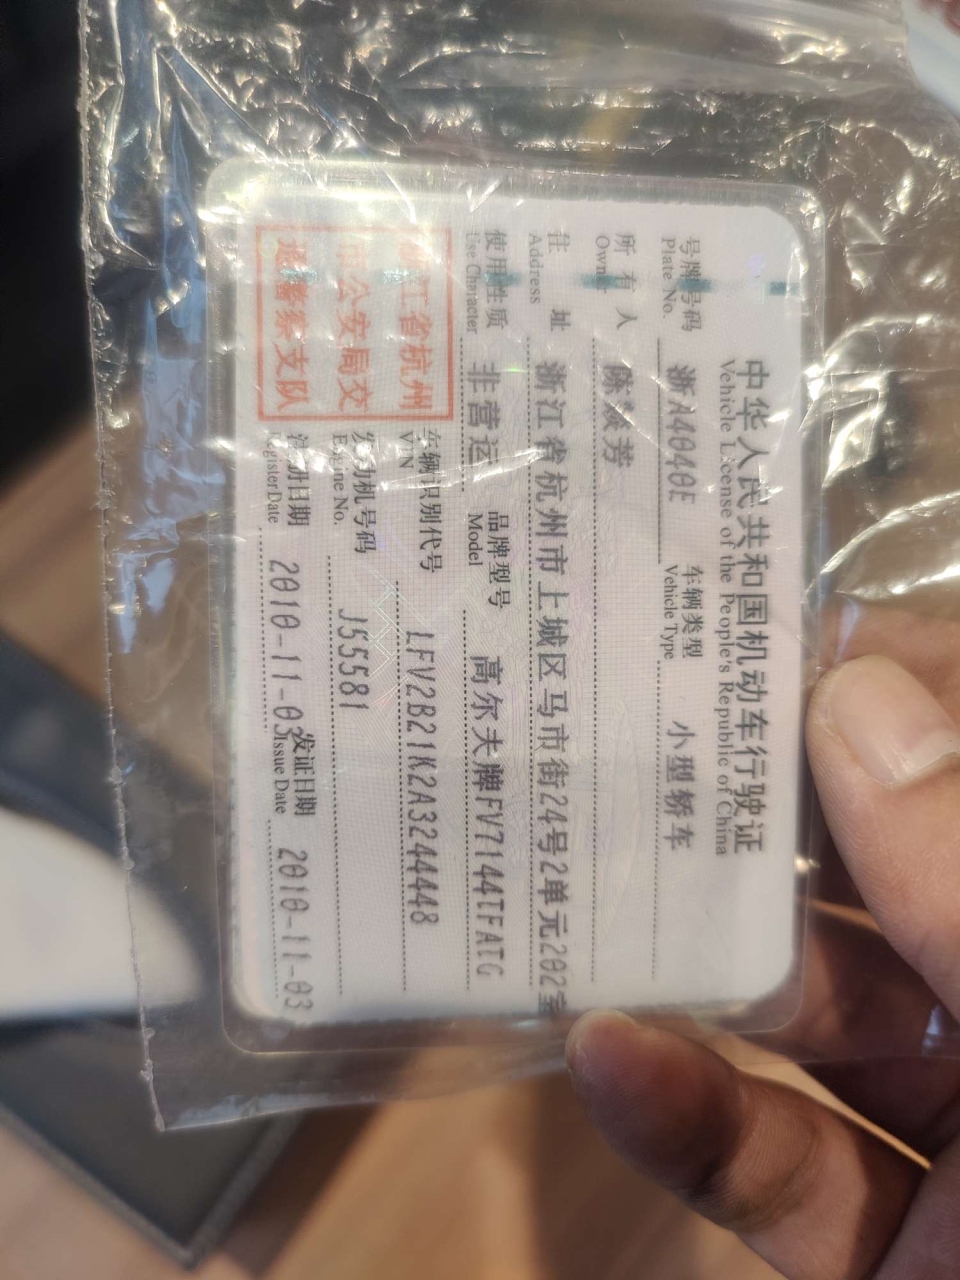 中华人民共和国机动车行驶证
Vehicle License of the People's Republic of China
号牌号码 浙A4040E 车辆类型 小型轿车
Plate No. Vehicle Type
所有人 陈焱芳
Owner
住址 浙江省杭州市上城区马市街24号2单元202室
Address
使用性质 非营运 品牌型号 高尔夫牌FV7144TFATG
Use Character Model
浙江省杭州
市公安局交
通警察支队
车辆识别代号 LFV2B21K2A3244448
VIN
发动机号码 J55581
Engine No.
注册日期 2010-11-03 发证日期 2010-11-03
Register Date Issue Date